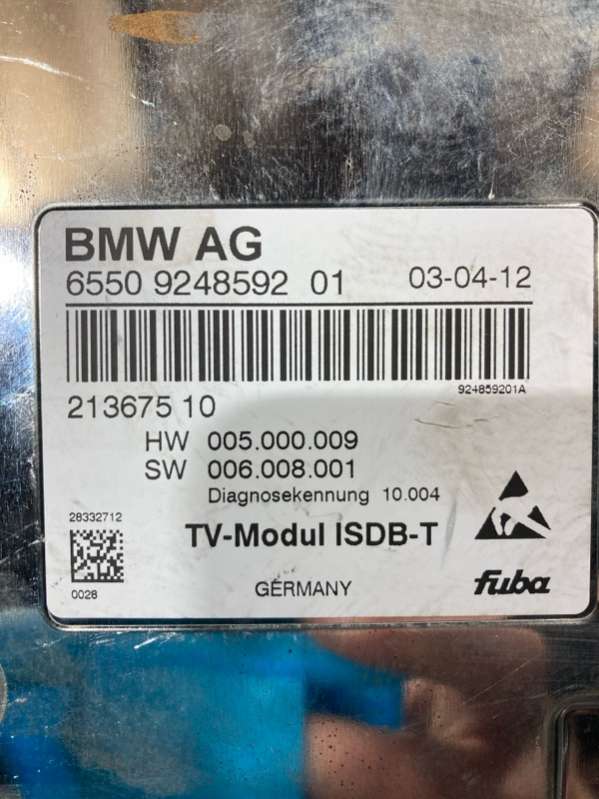 BMW AG
6550 9248592 01 03-04-12
924859201A
213675 10
HW 005.000.009
SW 006.008.001
Diagnosekennung 10.004
28332712
TV-Modul ISDB-T
0028
GERMANY
fuba